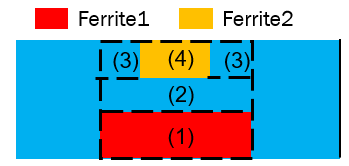 Ferrite1 Ferrite2
(3) (4) (3)
(2)
(1)